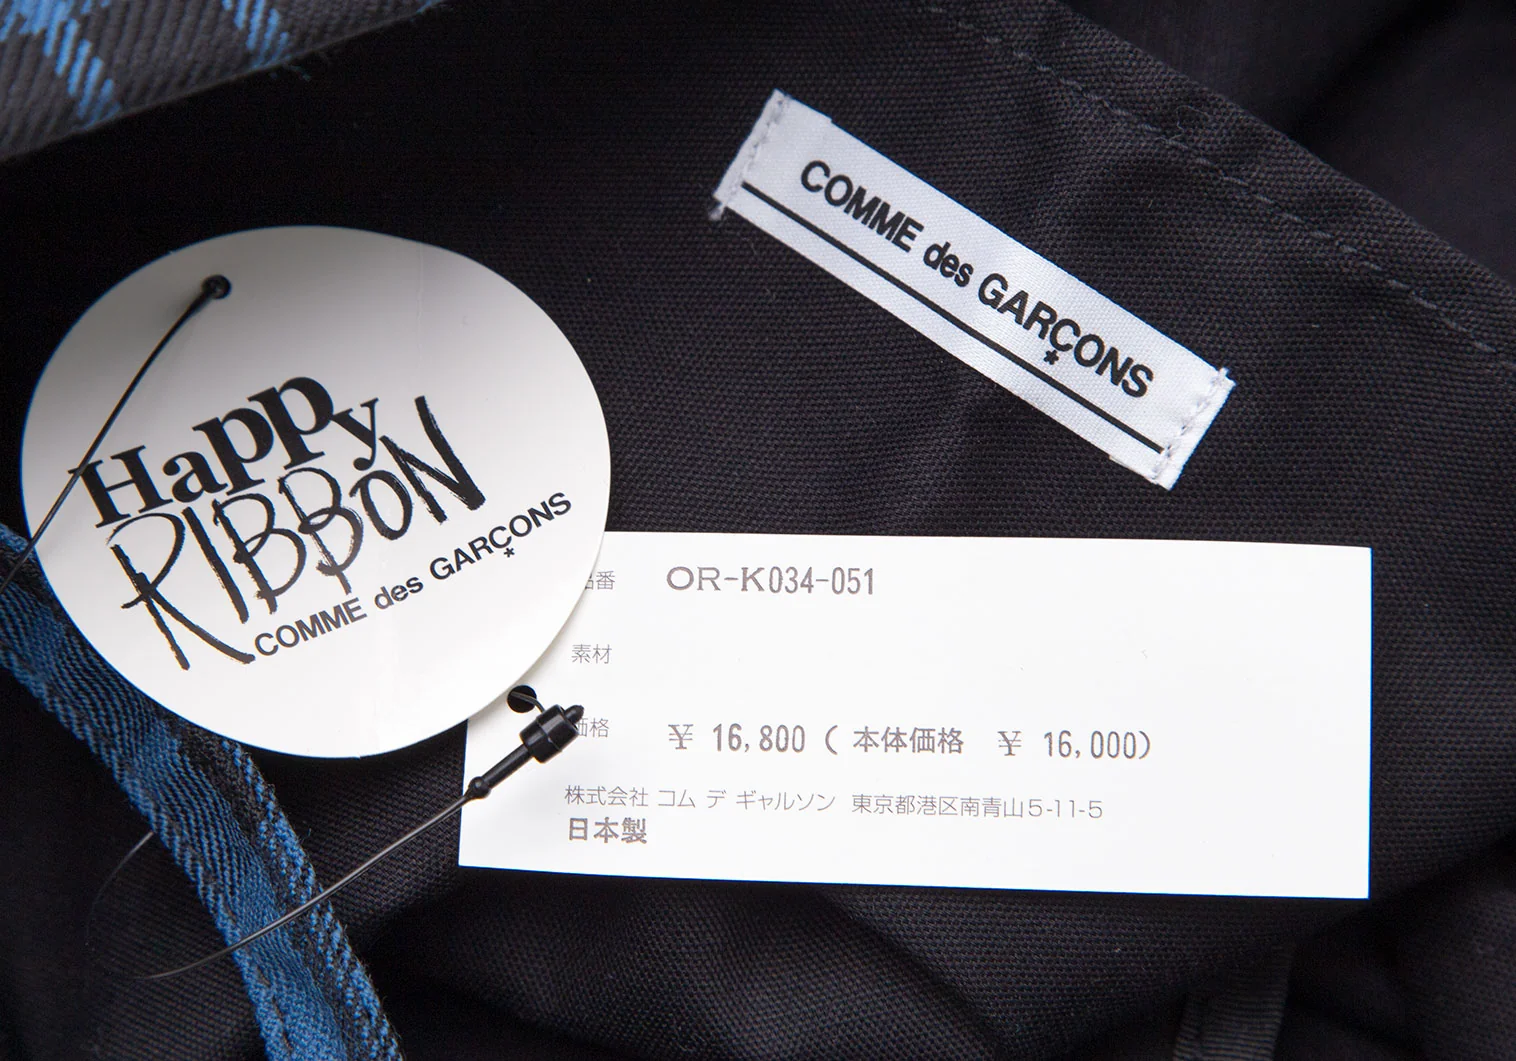 COMME des GARÇONS
Happy
RIBBON
COMME des GARÇONS
品番 OR-K034-051
素材
価格 ¥ 16,800 ( 本体価格 ¥ 16,000)
株式会社 コム デ ギャルソン 東京都港区南青山5-11-5
日本製